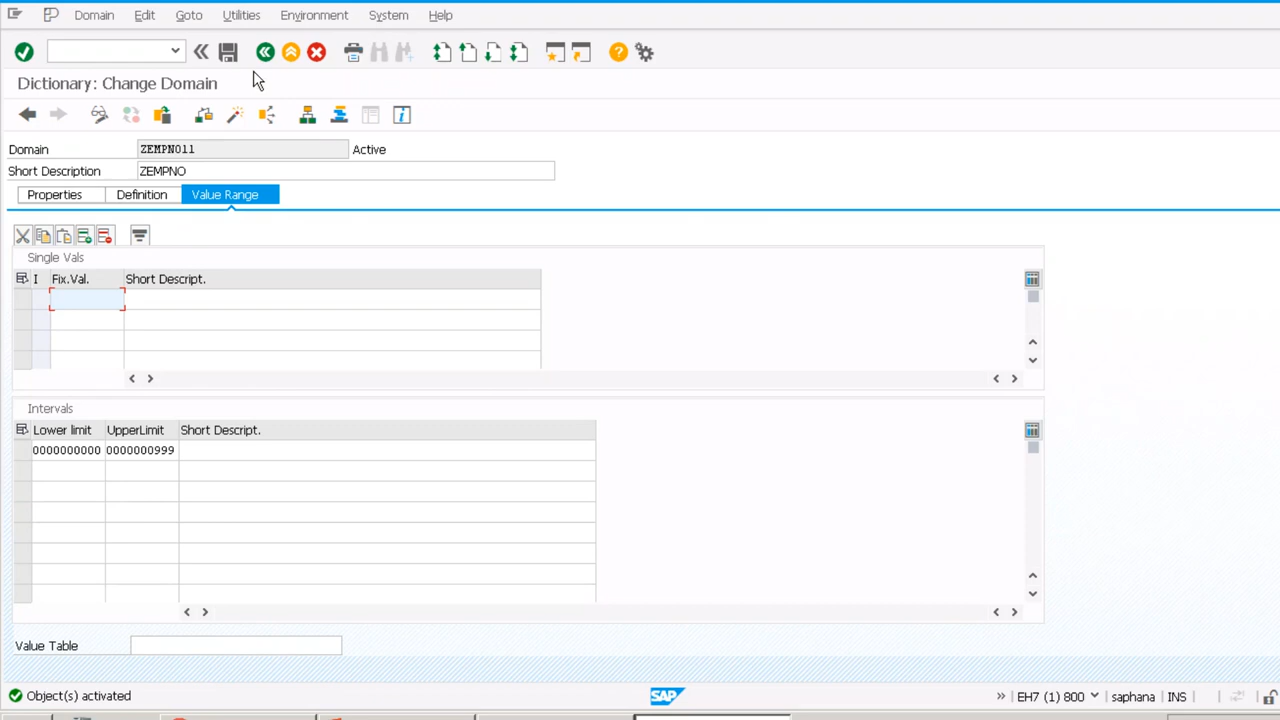 Domain Edit Goto Utilities Environment System Help
Dictionary: Change Domain
Domain ZEMPNO11 Active
Short Description ZEMPNO
Properties Definition Value Range
Single Vals
I Fix.Val. Short Descript.
Intervals
Lower limit UpperLimit Short Descript.
0000000000 0000000999
Value Table
Object(s) activated SAP EH7 (1) 800 saphana INS